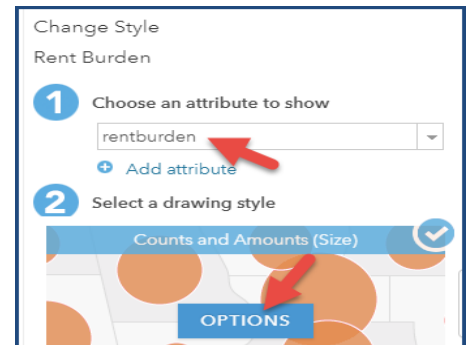 Change Style
Rent Burden
1 Choose an attribute to show
rentburden
Add attribute
2 Select a drawing style
Counts and Amounts (Size)
OPTIONS